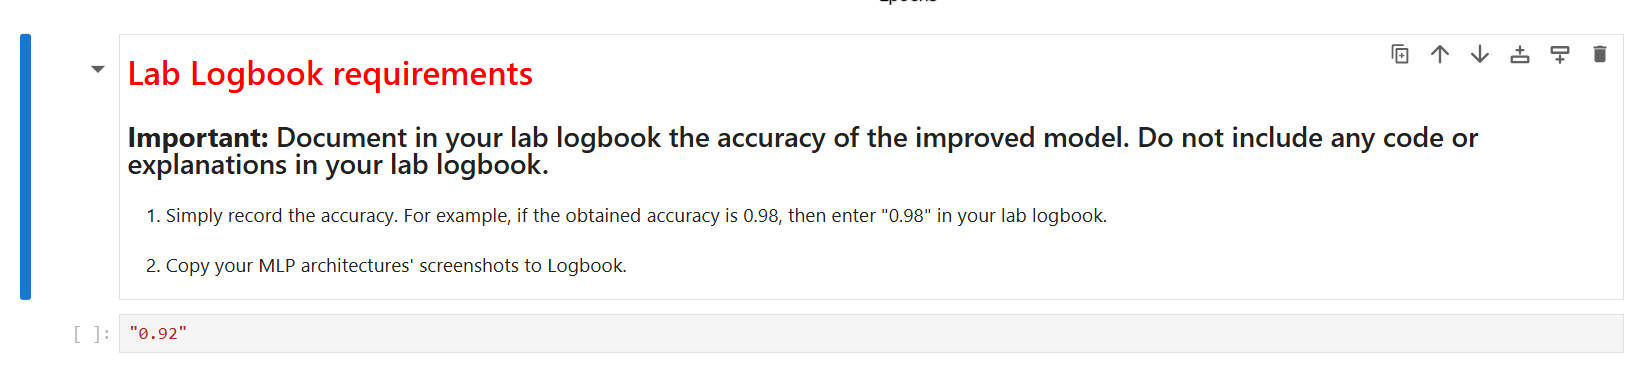 Epochs
Lab Logbook requirements
Important: Document in your lab logbook the accuracy of the improved model. Do not include any code or
explanations in your lab logbook.
1. Simply record the accuracy. For example, if the obtained accuracy is 0.98, then enter "0.98" in your lab logbook.
2. Copy your MLP architectures' screenshots to Logbook.
[ ]: "0.92"